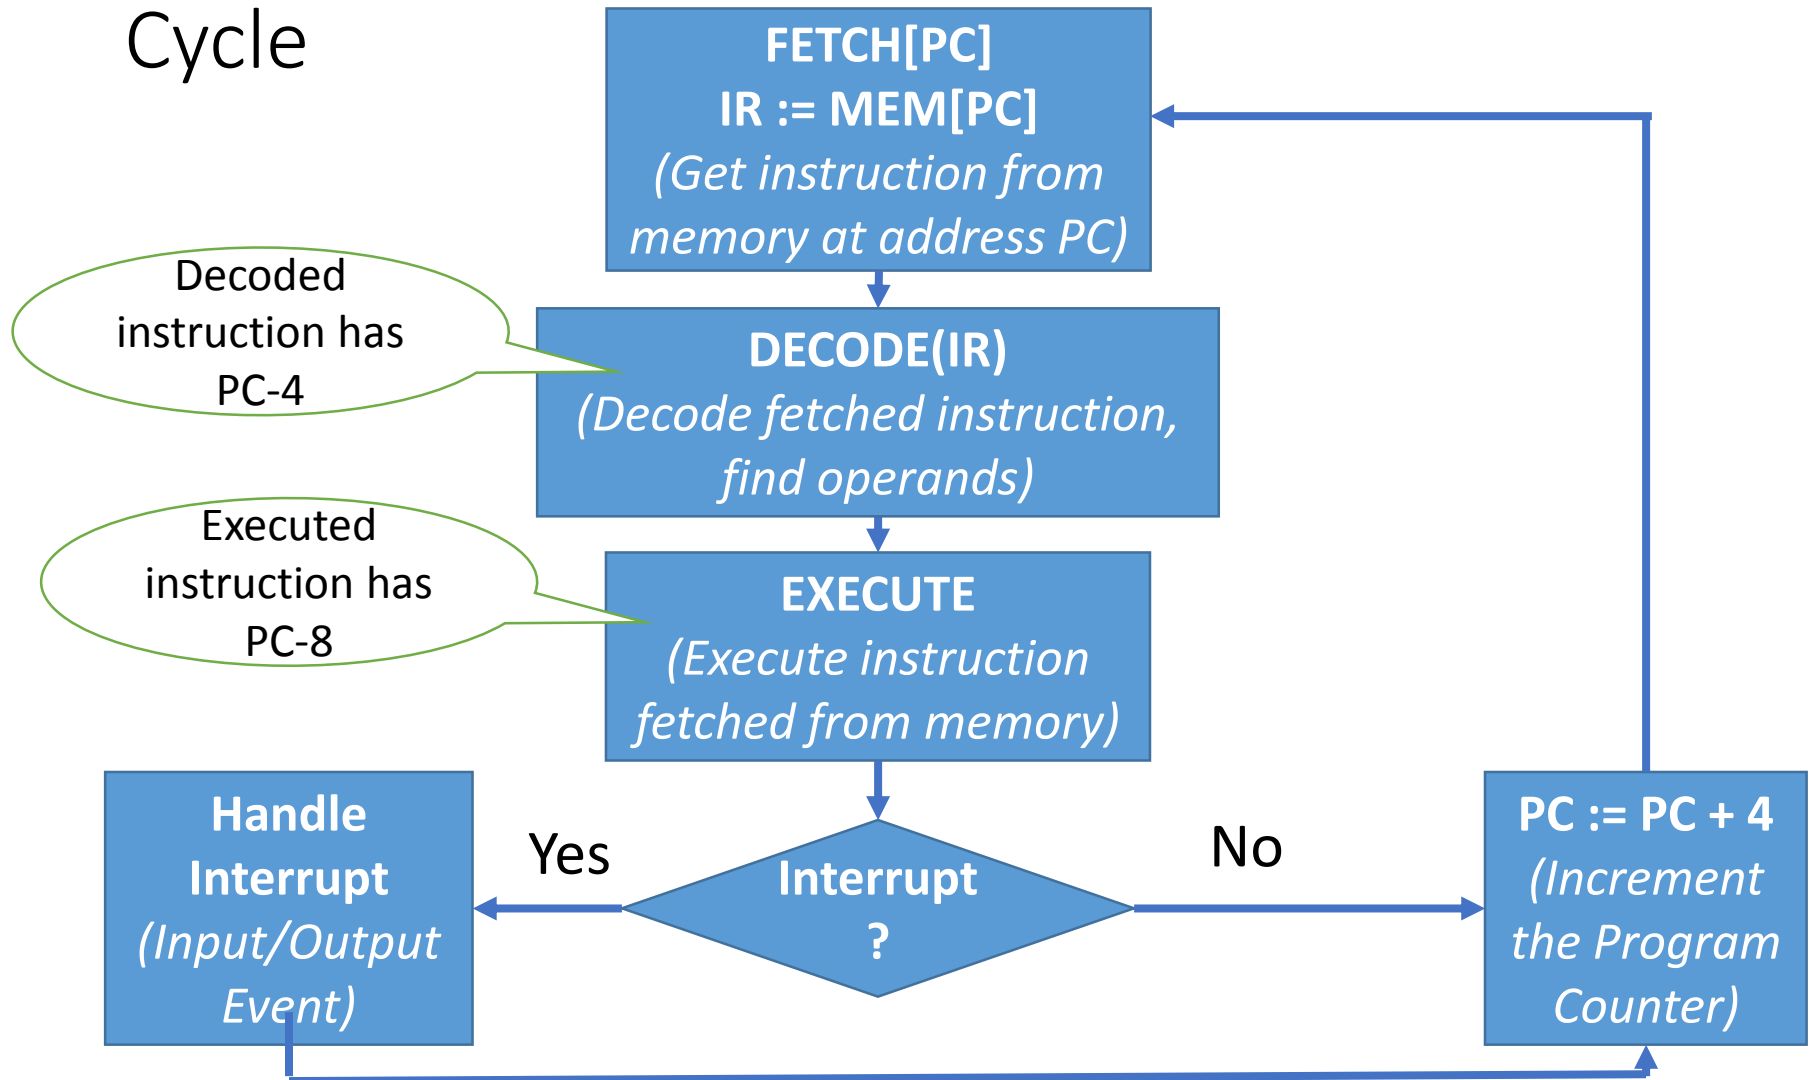 Cycle
FETCH[PC]
IR := MEM[PC]
(Get instruction from
memory at address PC)
Decoded
instruction has
PC-4
DECODE(IR)
(Decode fetched instruction,
find operands)
Executed
instruction has
PC-8
EXECUTE
(Execute instruction
fetched from memory)
Handle
Interrupt
(Input/Output
Event)
Yes
Interrupt
?
No
PC := PC + 4
(Increment
the Program
Counter)